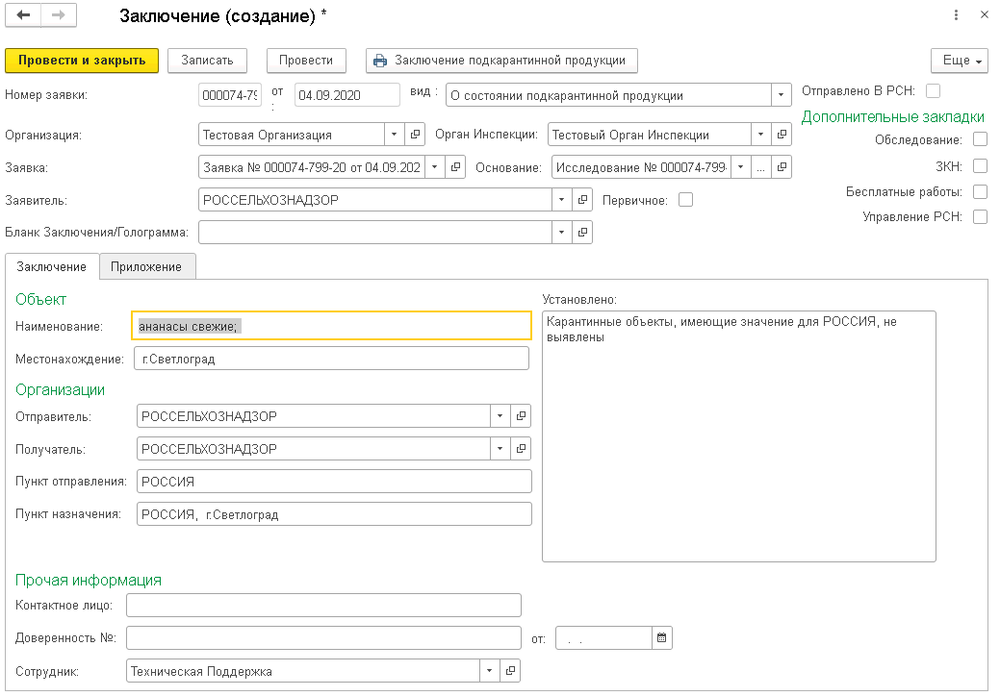 Заключение (создание) *
Провести и закрыть
Записать
Провести
Заключение подкарантинной продукции
Еще
Номер заявки: 000074-79 от : 04.09.2020 вид : О состоянии подкарантинной продукции
Отправлено В РСН:
Дополнительные закладки
Организация: Тестовая Организация Орган Инспекции: Тестовый Орган Инспекции
Обследование:
Заявка: Заявка № 000074-799-20 от 04.09.202 Основание: Исследование № 000074-799-
ЗКН:
Заявитель: РОССЕЛЬХОЗНАДЗОР Первичное:
Бесплатные работы:
Управление РСН:
Бланк Заключения/Голограмма:
Заключение
Приложение
Объект
Наименование: ананасы свежие;
Местонахождение: г.Светлоград
Организации
Отправитель: РОССЕЛЬХОЗНАДЗОР
Получатель: РОССЕЛЬХОЗНАДЗОР
Пункт отправления: РОССИЯ
Пункт назначения: РОССИЯ, г.Светлоград
Установлено:
Карантинные объекты, имеющие значение для РОССИЯ, не
выявлены
Прочая информация
Контактное лицо:
Доверенность №: от: . .
Сотрудник: Техническая Поддержка